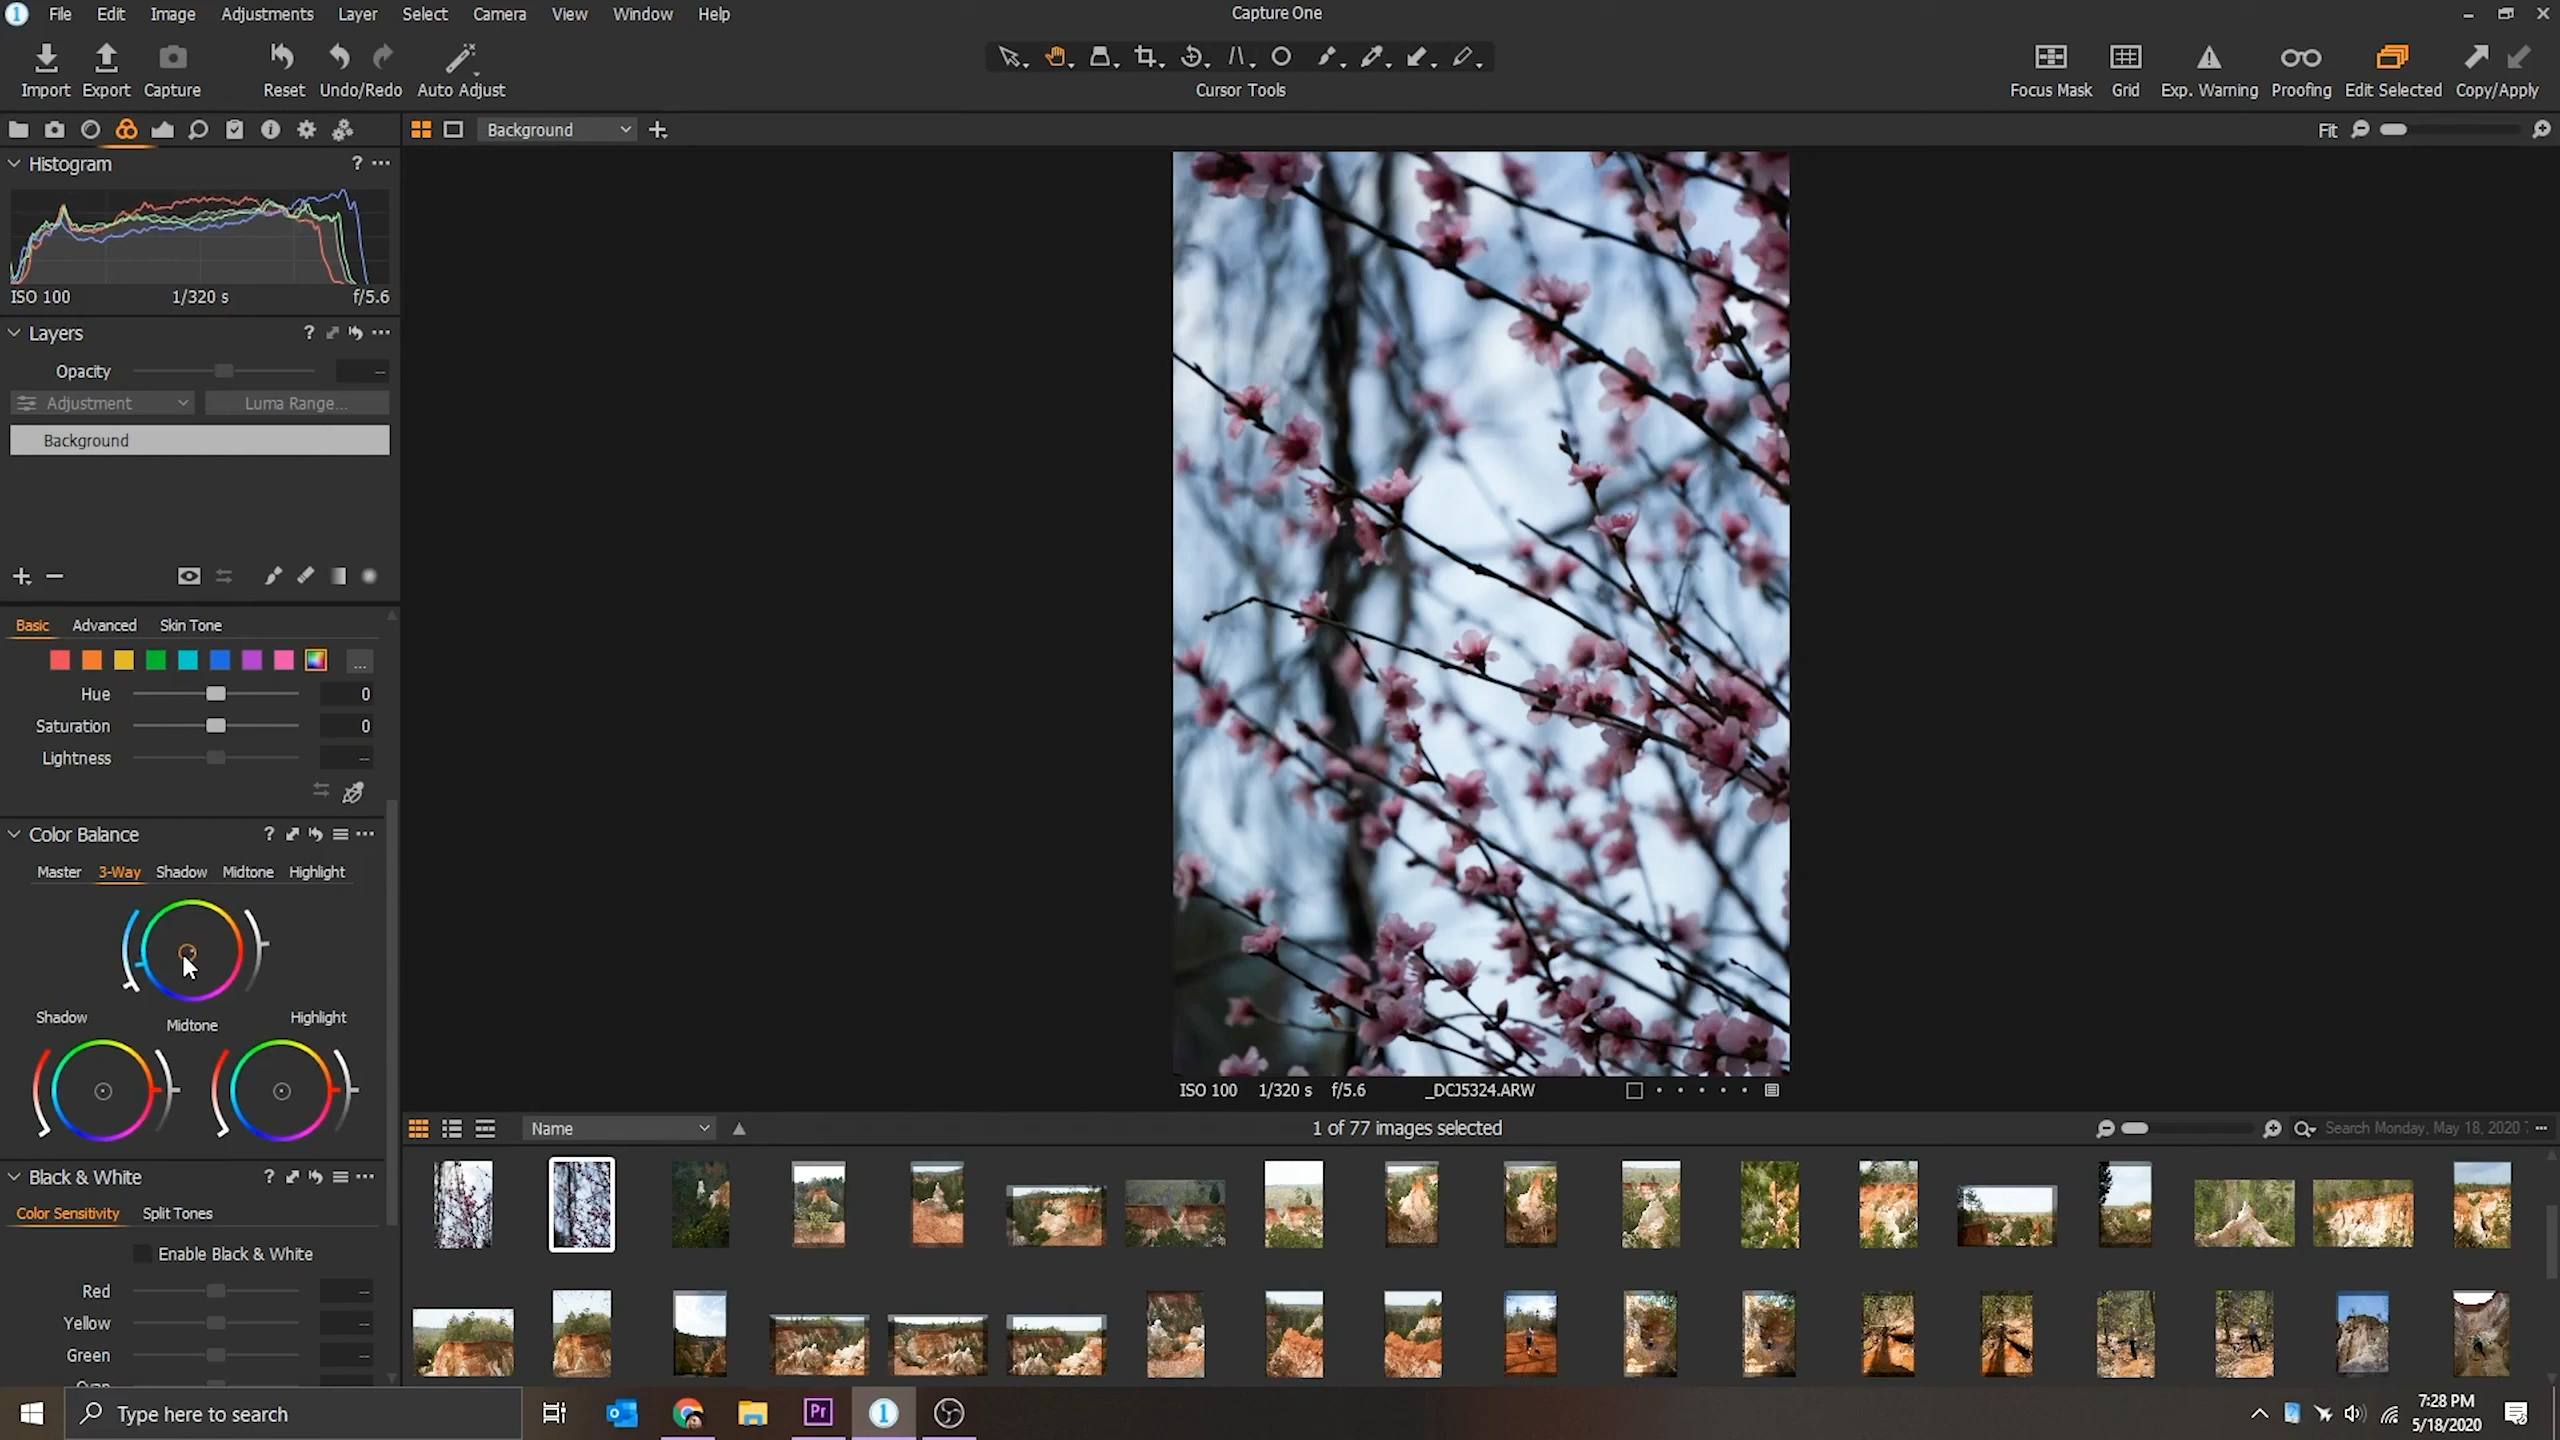 File Edit Image Adjustments Layer Select Camera View Window Help
Capture One
Import Export Capture Reset Undo/Redo Auto Adjust
Cursor Tools
Focus Mask Grid Exp. Warning Proofing Edit Selected Copy/Apply
Background
Fit
Histogram ?
ISO 100 1/320 s f/5.6
Layers ?
Opacity --
Adjustment Luma Range...
Background
Basic Advanced Skin Tone
...
Hue 0
Saturation 0
Lightness --
Color Balance ?
Master 3-Way Shadow Midtone Highlight
Shadow Midtone Highlight
ISO 100 1/320 s f/5.6 _DCJ5324.ARW
Name
1 of 77 images selected
Search Monday, May 18, 2020
Black & White ?
Color Sensitivity Split Tones
Enable Black & White
Red --
Yellow --
Green --
Type here to search
Pr
1
7:28 PM
5/18/2020